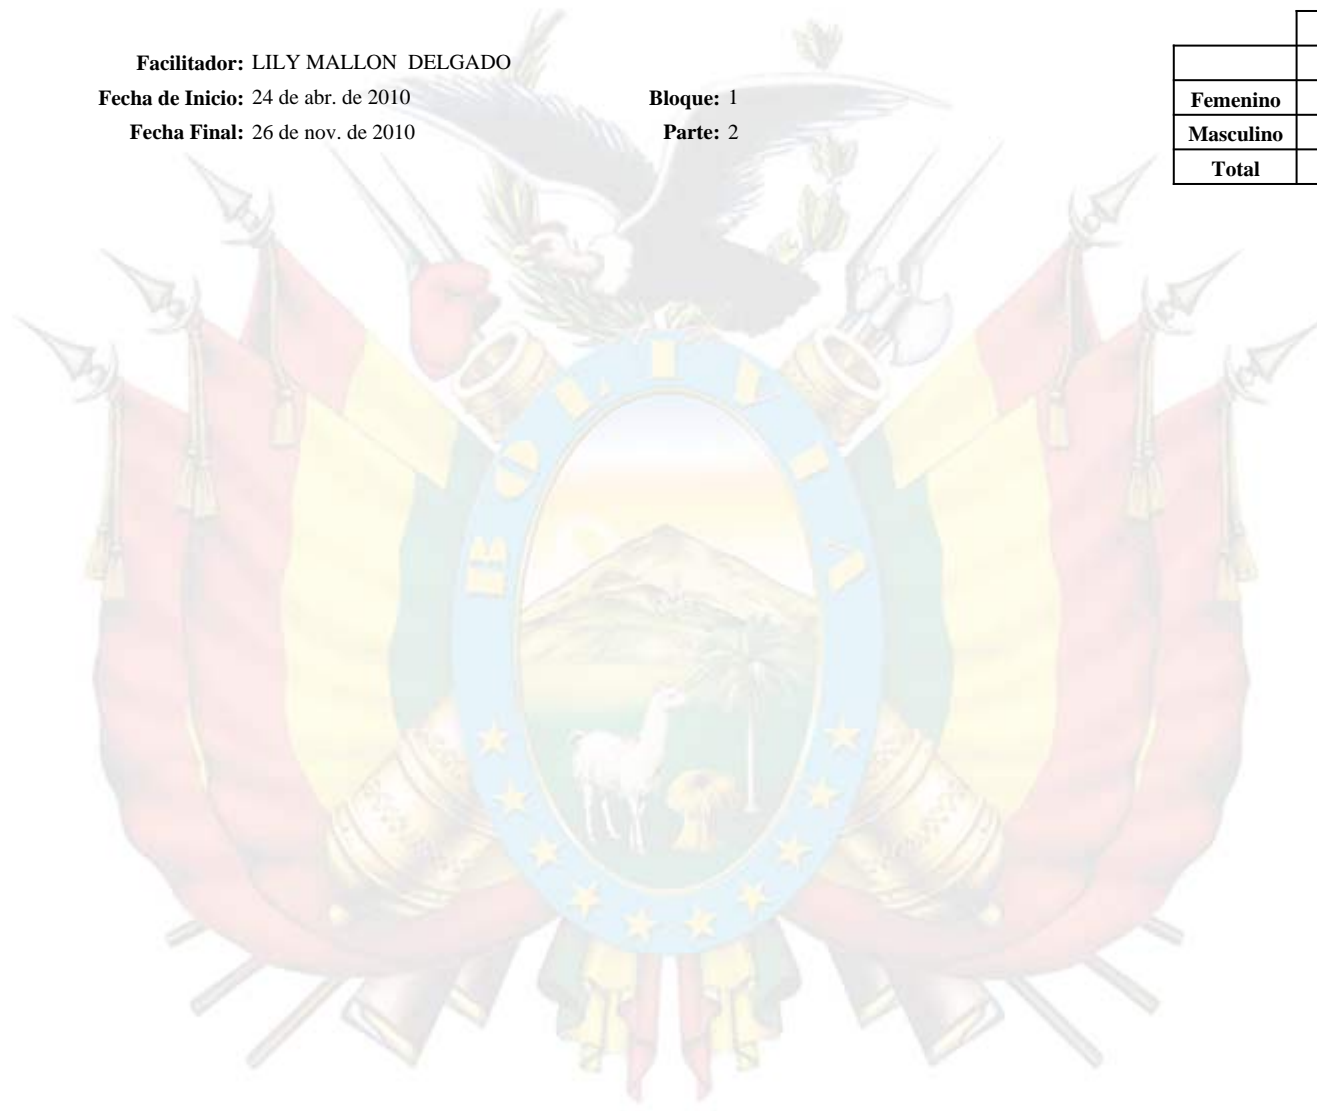 Facilitador: LILY MALLON DELGADO
Fecha de Inicio: 24 de abr. de 2010 Bloque: 1
Fecha Final: 26 de nov. de 2010 Parte: 2
Femenino
Masculino
Total
BOLIVIA